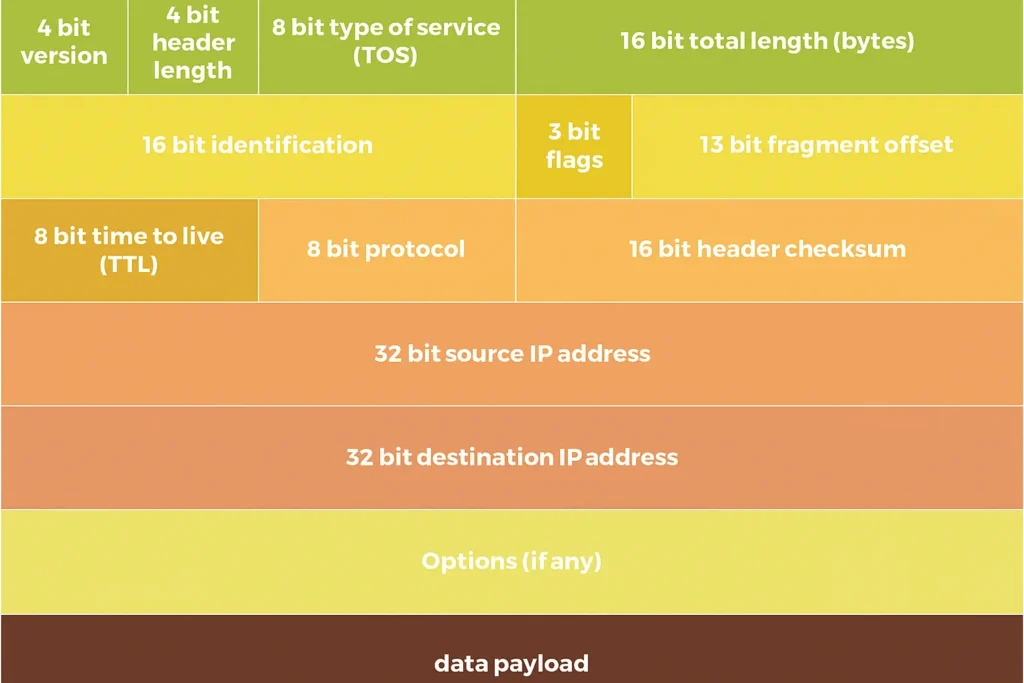 4 bit
version
4 bit
header
length
8 bit type of service
(TOS)
16 bit total length (bytes)
16 bit identification
3 bit
flags
13 bit fragment offset
8 bit time to live
(TTL)
8 bit protocol
16 bit header checksum
32 bit source IP address
32 bit destination IP address
Options (if any)
data payload